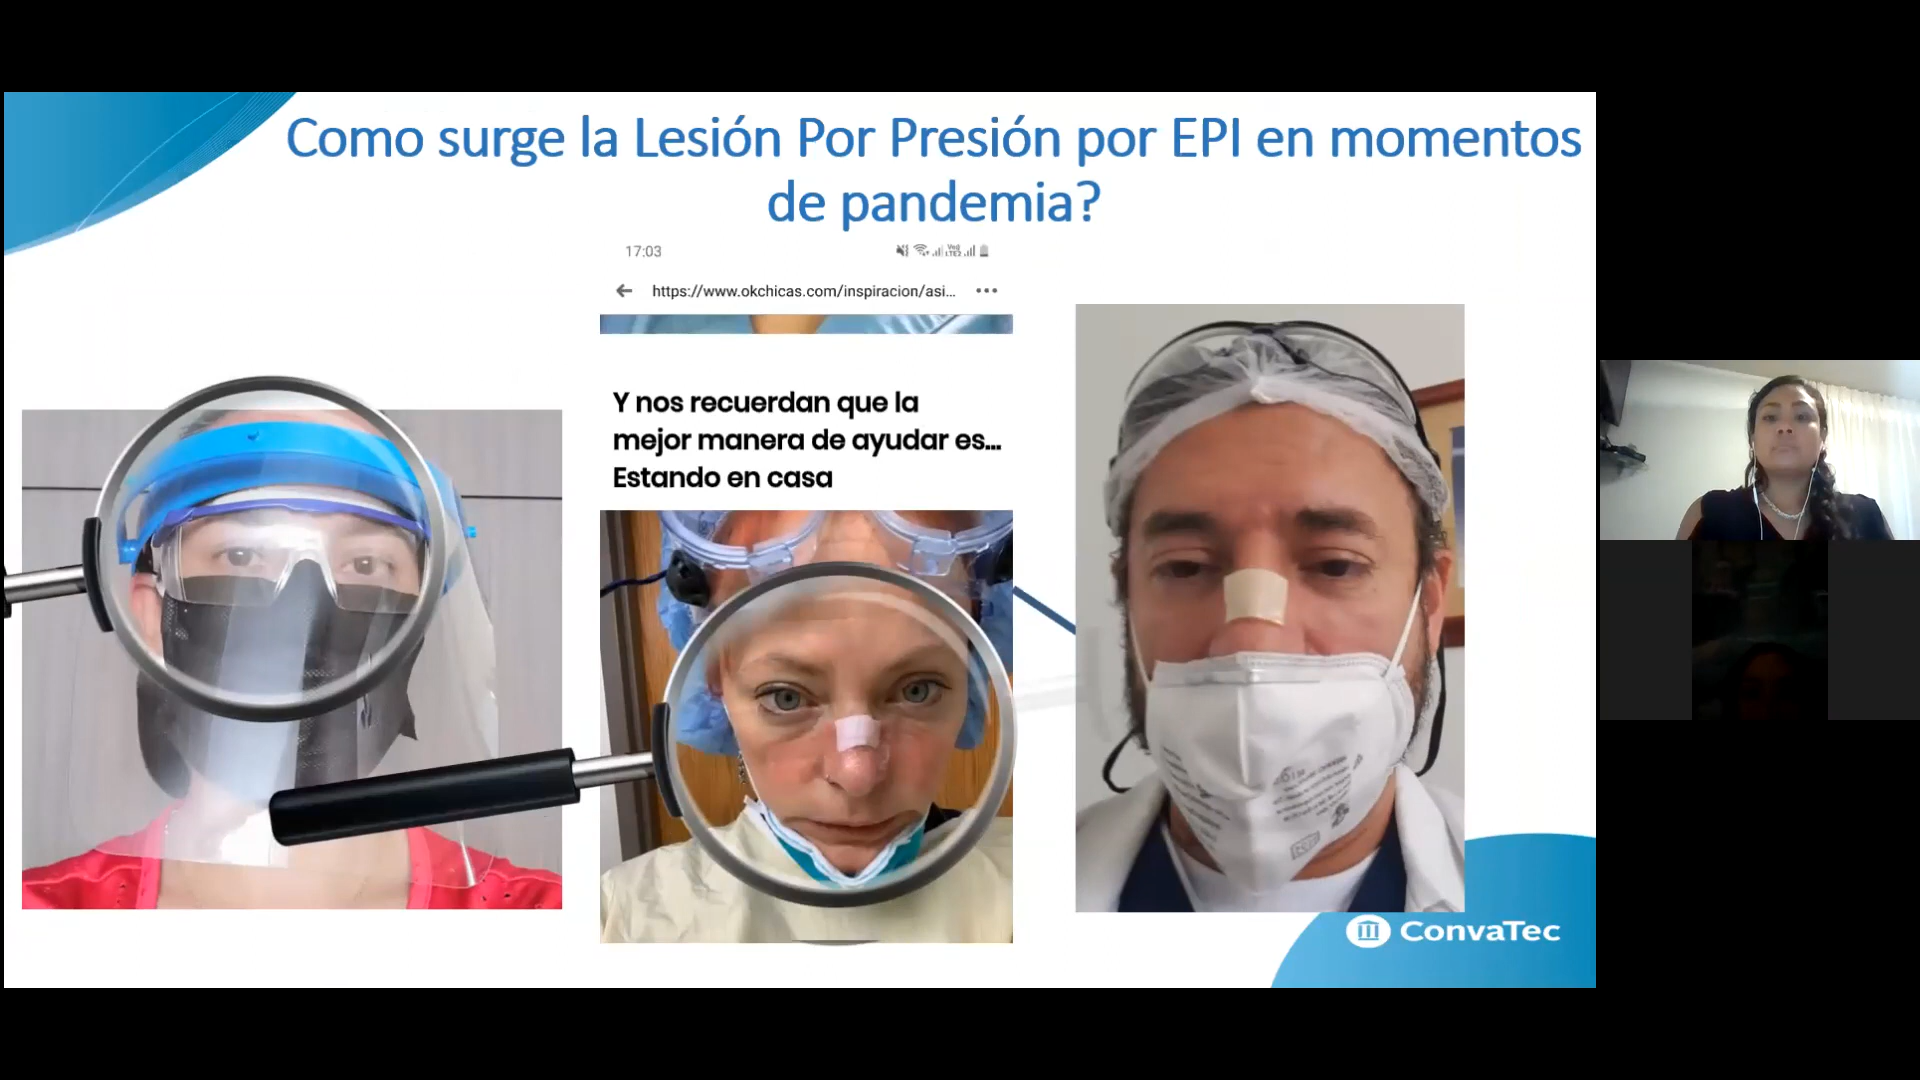 Como surge la Lesión Por Presión por EPI en momentos
de pandemia?
17:03
https://www.okchicas.com/inspiracion/asi...
Y nos recuerdan que la
mejor manera de ayudar es...
Estando en casa
ConvaTec